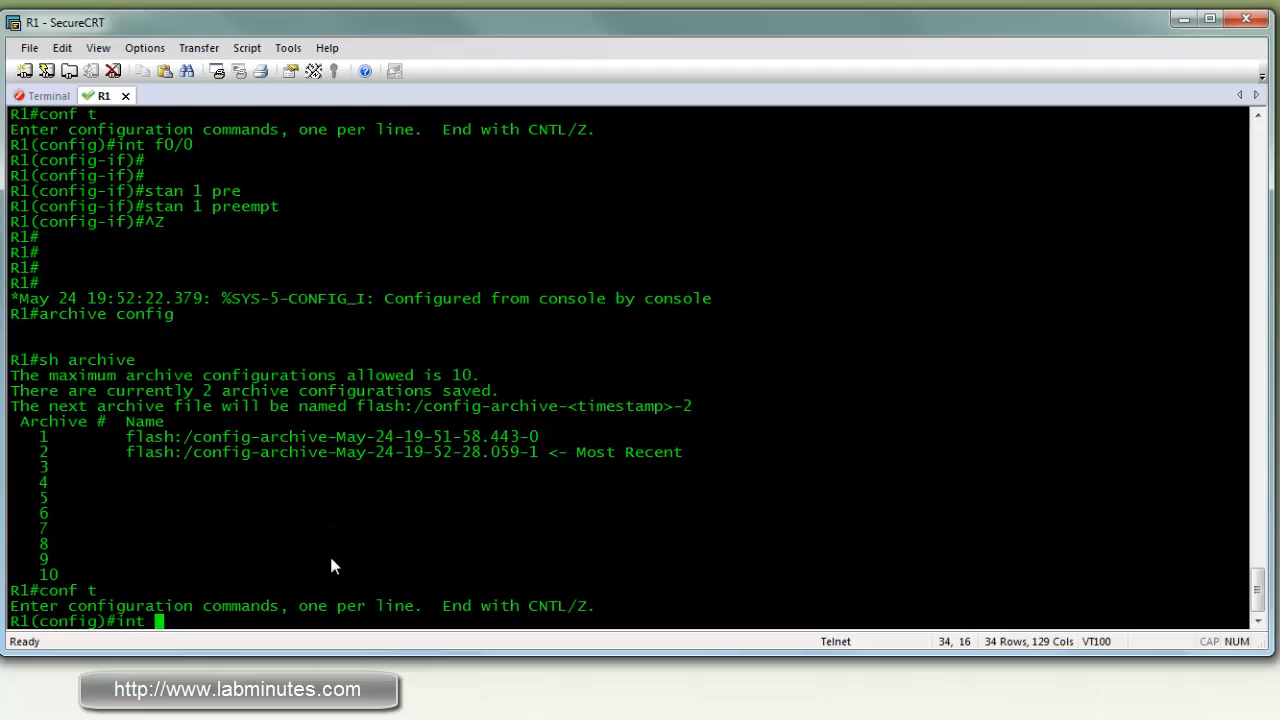 R1 - SecureCRT
File Edit View Options Transfer Script Tools Help
Terminal R1
R1#conf t
Enter configuration commands, one per line.  End with CNTL/Z.
R1(config)#int f0/0
R1(config-if)#
R1(config-if)#
R1(config-if)#stan 1 pre
R1(config-if)#stan 1 preempt
R1(config-if)#^Z
R1#
R1#
R1#
R1#
*May 24 19:52:22.379: %SYS-5-CONFIG_I: Configured from console by console
R1#archive config
R1#sh archive
The maximum archive configurations allowed is 10.
There are currently 2 archive configurations saved.
The next archive file will be named flash:/config-archive-<timestamp>-2
Archive #  Name
1 flash:/config-archive-May-24-19-51-58.443-0
2 flash:/config-archive-May-24-19-52-28.059-1 <- Most Recent
3
4
5
6
7
8
9
10
R1#conf t
Enter configuration commands, one per line.  End with CNTL/Z.
R1(config)#int
Ready Telnet 34, 16 34 Rows, 129 Cols VT100 CAP NUM
http://www.labminutes.com